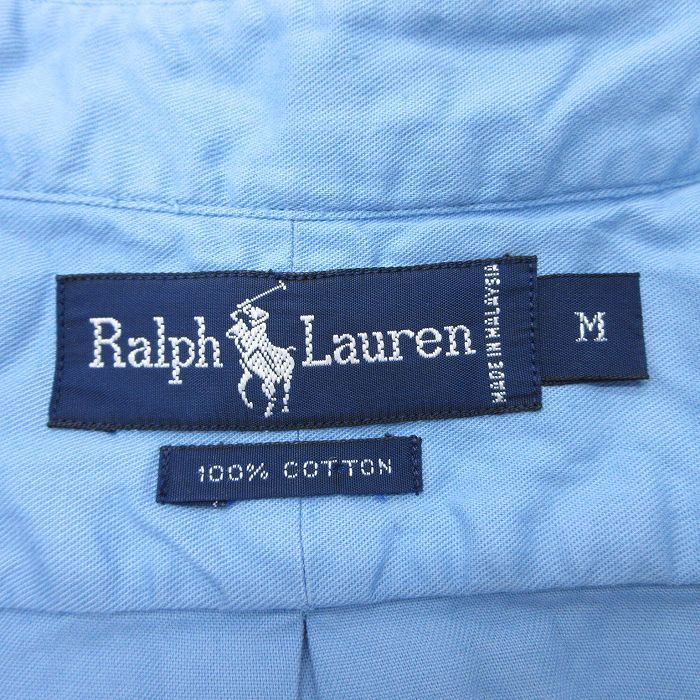 Ralph Lauren
MADE IN MALAYSIA
M
100% COTTON